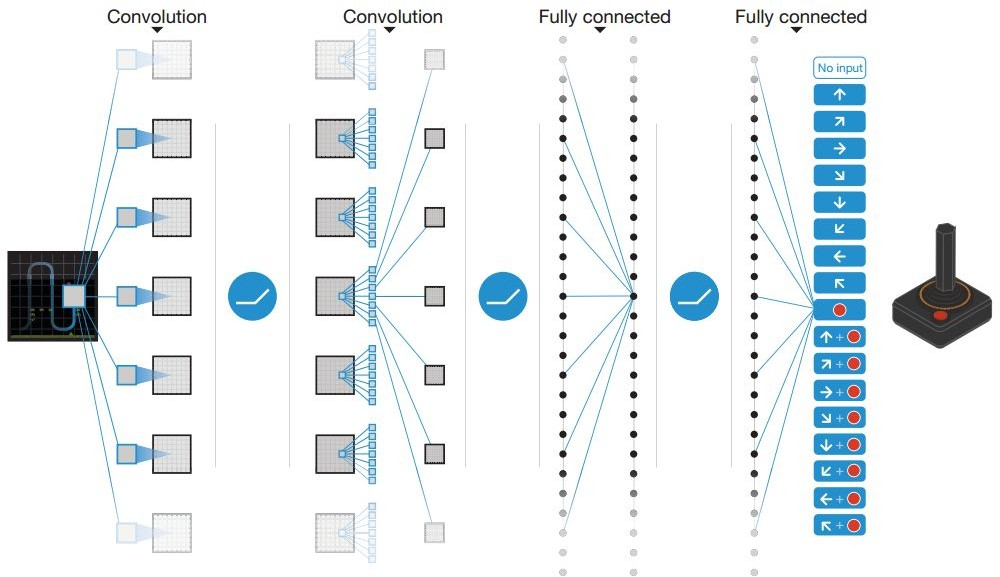 Convolution
Convolution
Fully connected
Fully connected
No input
+
+
+
+
+
+
+
+